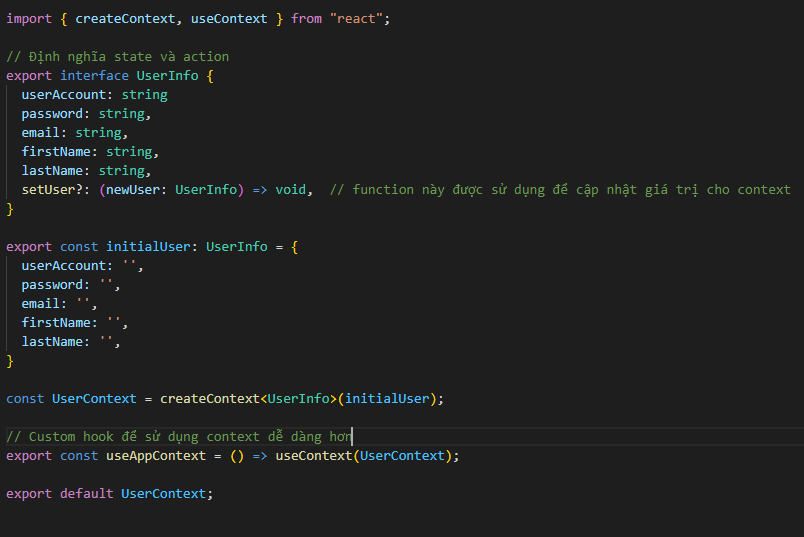 import { createContext, useContext } from "react";
// Định nghĩa state và action
export interface UserInfo {
userAccount: string
password: string,
email: string,
firstName: string,
lastName: string,
setUser?: (newUser: UserInfo) => void,  // function này được sử dụng để cập nhật giá trị cho context
}
export const initialUser: UserInfo = {
userAccount: '',
password: '',
email: '',
firstName: '',
lastName: '',
}
const UserContext = createContext<UserInfo>(initialUser);
// Custom hook để sử dụng context dễ dàng hơn
export const useAppContext = () => useContext(UserContext);
export default UserContext;